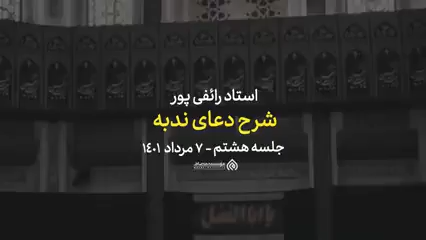 استاد رائفی پور
شرح دعای ندبه
جلسه هشتم - ۷ مرداد ۱۴۰۱